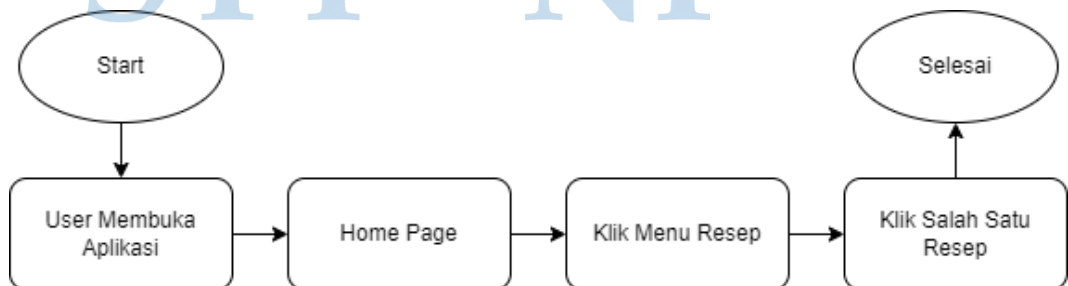 Start
Selesai
User Membuka
Aplikasi
Home Page
Klik Menu Resep
Klik Salah Satu
Resep